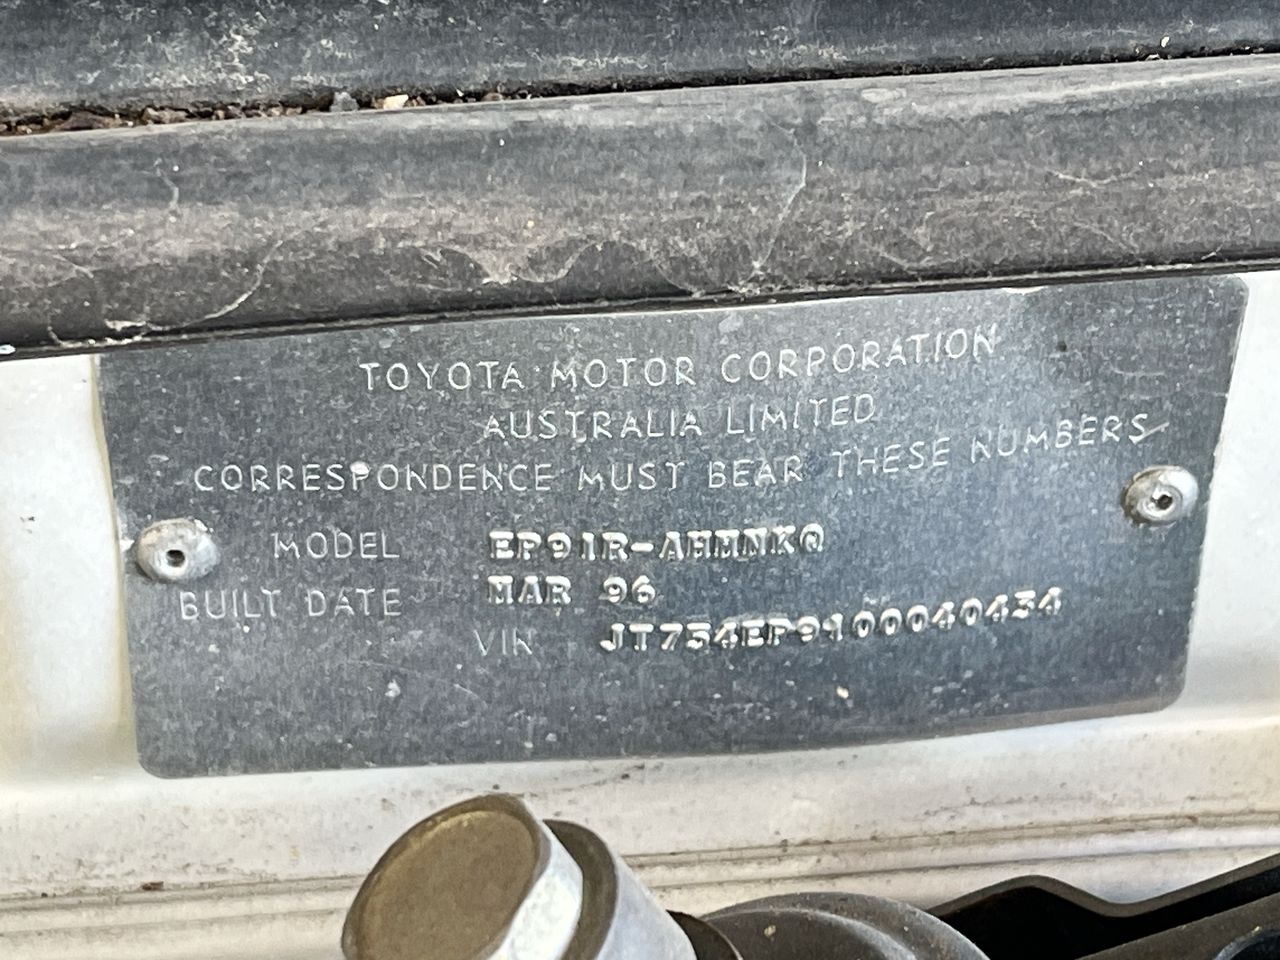 TOYOTA MOTOR CORPORATION
AUSTRALIA LIMITED
CORRESPONDENCE MUST BEAR THESE NUMBERS
MODEL EP91R-AHMNKQ
BUILT DATE MAR 96
VIN JT734EP9100040434